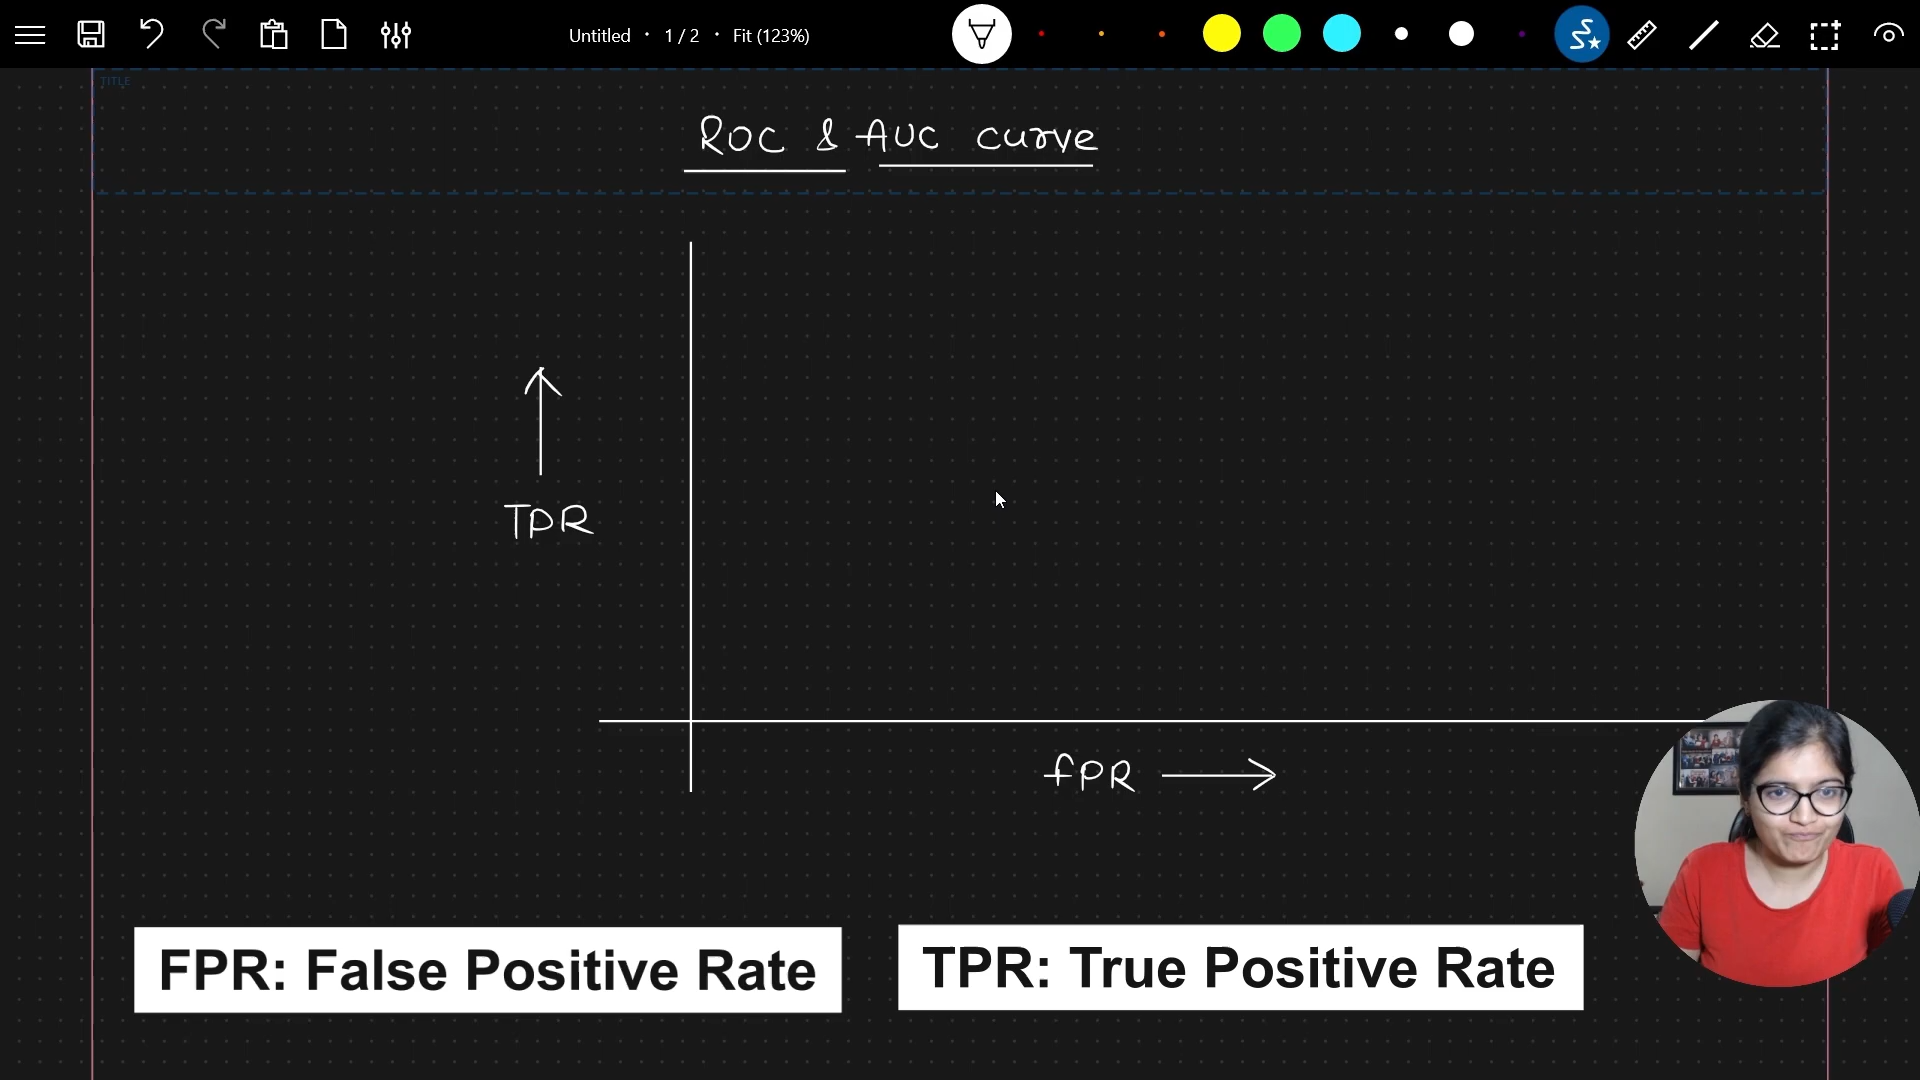 Untitled • 1 / 2 • Fit (123%)
TITLE
ROC & AUC curve
TPR
fPR
FPR: False Positive Rate
TPR: True Positive Rate